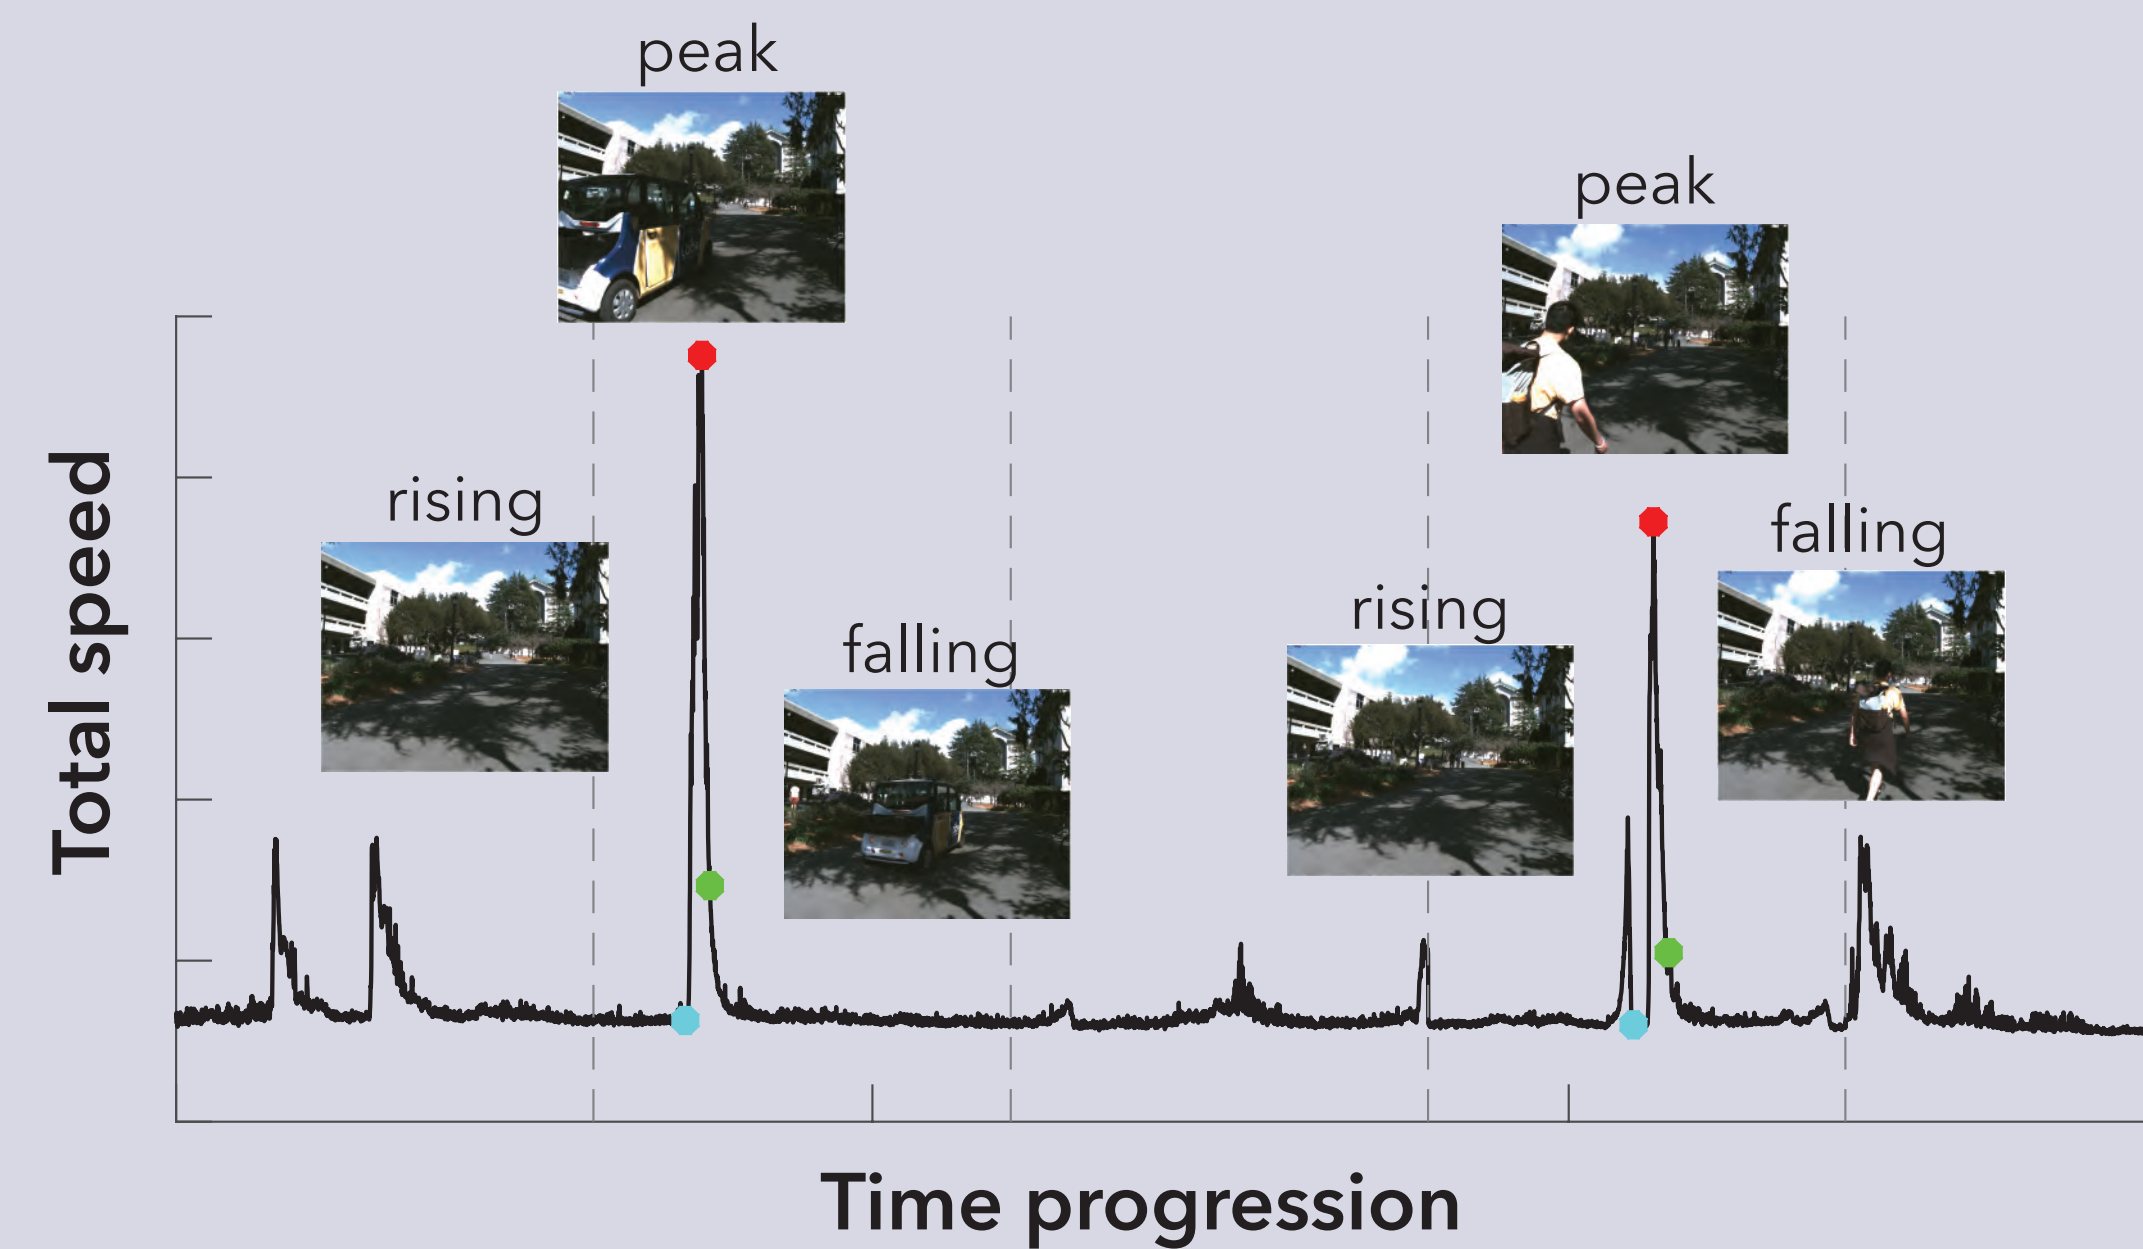 peak
peak
rising
falling
rising
falling
Total speed
Time progression